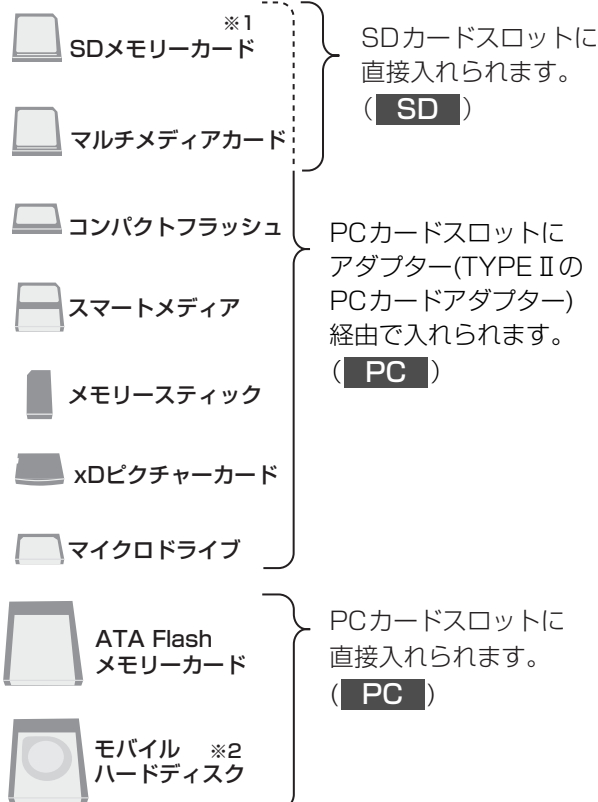 ※1
SDメモリーカード
マルチメディアカード
SDカードスロットに
直接入れられます。
( SD )
コンパクトフラッシュ
スマートメディア
メモリースティック
xDピクチャーカード
マイクロドライブ
PCカードスロットに
アダプター(TYPE Ⅱの
PCカードアダプター)
経由で入れられます。
( PC )
ATA Flash
メモリーカード
モバイル ※2
ハードディスク
PCカードスロットに
直接入れられます。
( PC )